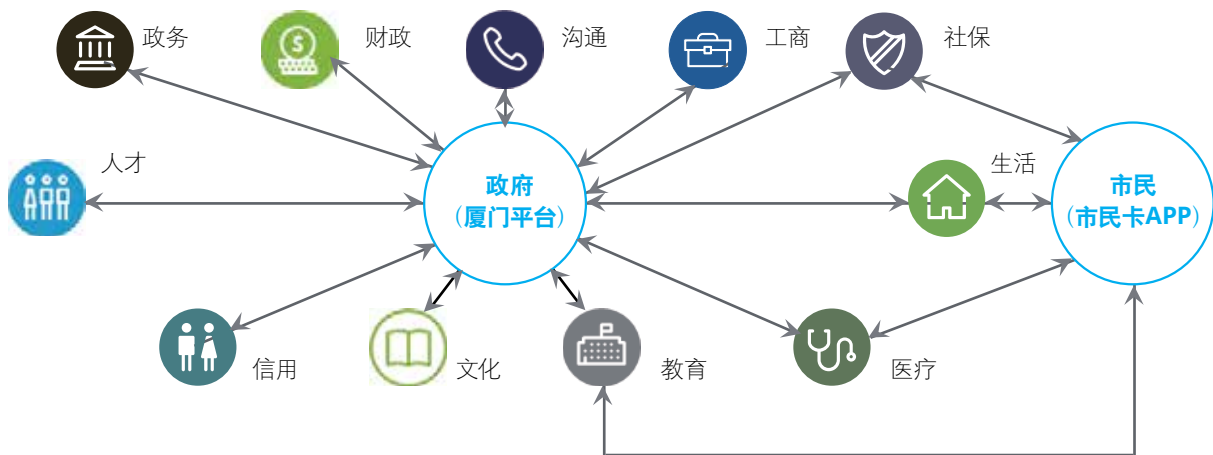 政务
财政
沟通
工商
社保
人才
政府
（厦门平台）
生活
市民
（市民卡APP）
信用
文化
教育
医疗